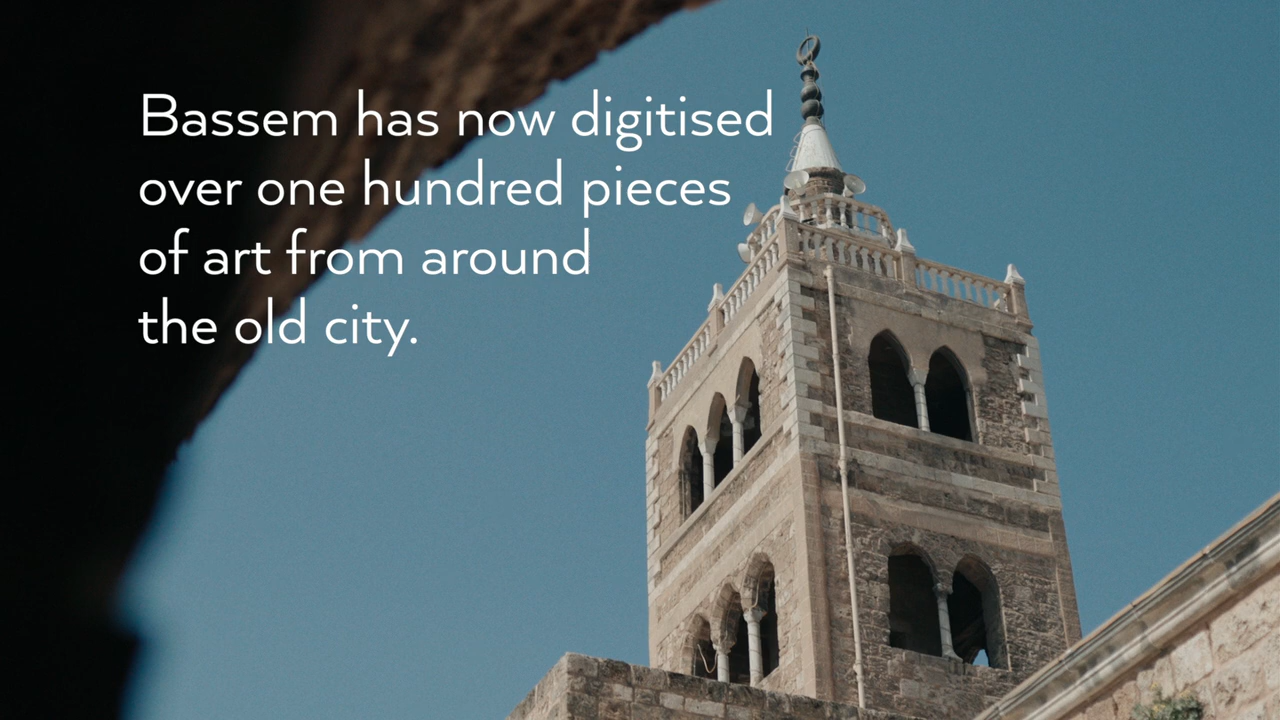 Bassem has now digitised
over one hundred pieces
of art from around
the old city.